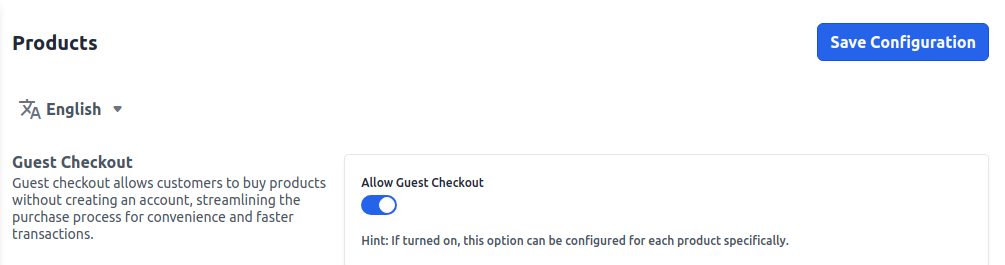 Products
Save Configuration
English
Guest Checkout
Guest checkout allows customers to buy products
without creating an account, streamlining the
purchase process for convenience and faster
transactions.
Allow Guest Checkout
Hint: If turned on, this option can be configured for each product specifically.